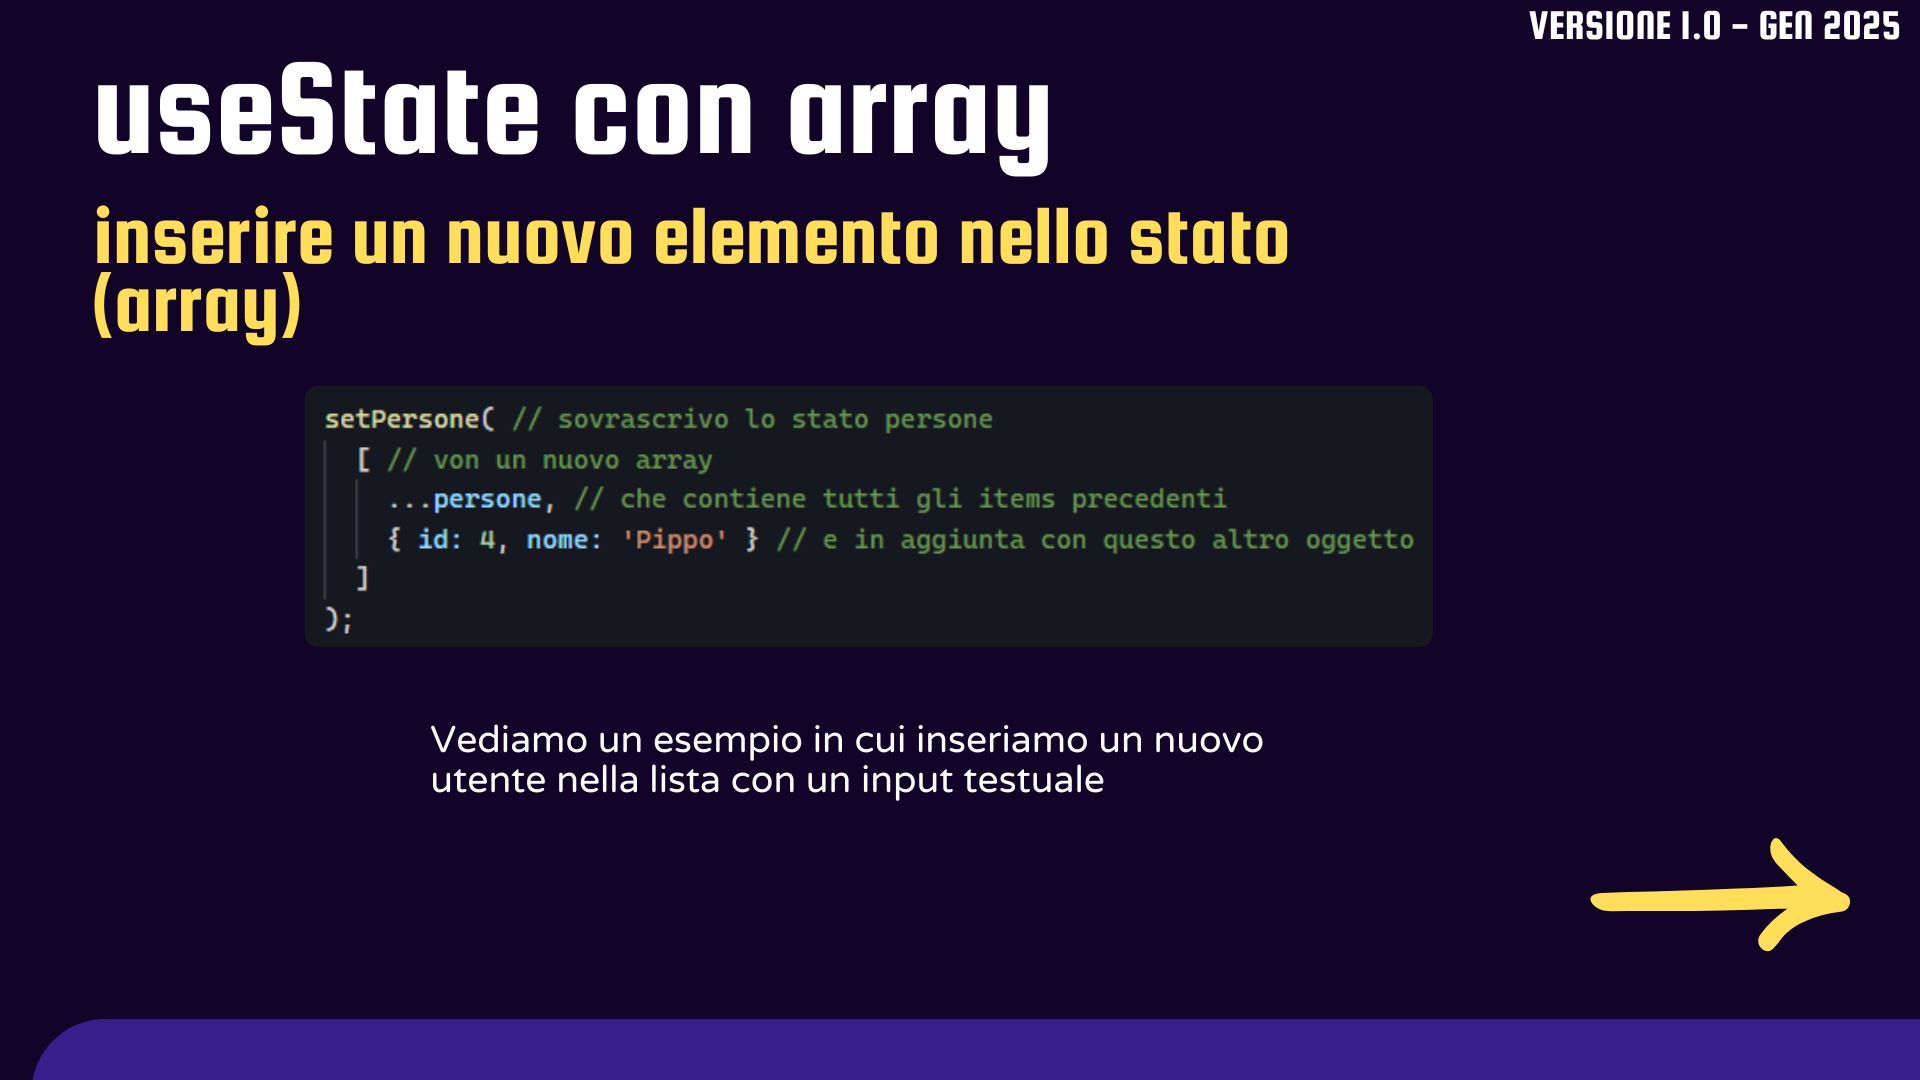 VERSIONE 1.0 - GEN 2025
useState con array
inserire un nuovo elemento nello stato
(array)
setPersone( // sovrascrivo lo stato persone
[ // von un nuovo array
...persone, // che contiene tutti gli items precedenti
{ id: 4, nome: 'Pippo' } // e in aggiunta con questo altro oggetto
]
);
Vediamo un esempio in cui inseriamo un nuovo
utente nella lista con un input testuale